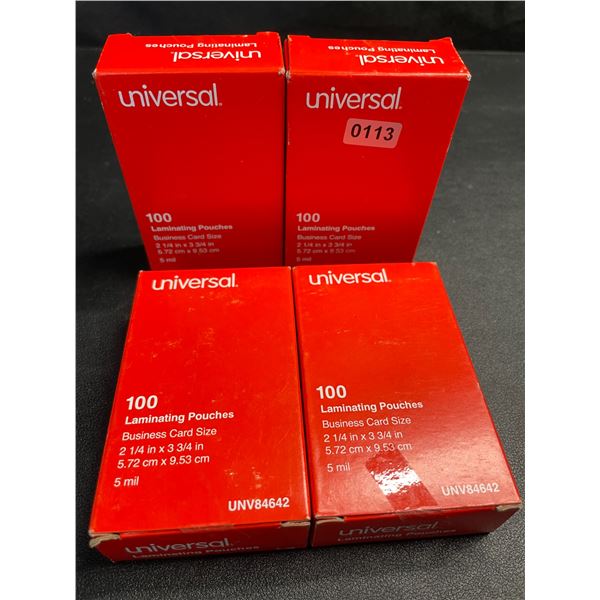 universal.
Laminating Pouches
universal.
100
Laminating Pouches
Business Card Size
2 1/4 in x 3 3/4 in
5.72 cm x 9.53 cm
5 mil
universal.
Laminating Pouches
universal.
0113
100
Laminating Pouches
Business Card Size
2 1/4 in x 3 3/4 in
5.72 cm x 9.53 cm
5 mil
universal.
100
Laminating Pouches
Business Card Size
2 1/4 in x 3 3/4 in
5.72 cm x 9.53 cm
5 mil
UNV84642
universal.
Laminating Pouches
universal.
100
Laminating Pouches
Business Card Size
2 1/4 in x 3 3/4 in
5.72 cm x 9.53 cm
5 mil
UNV84642
universal.
Laminating Pouches